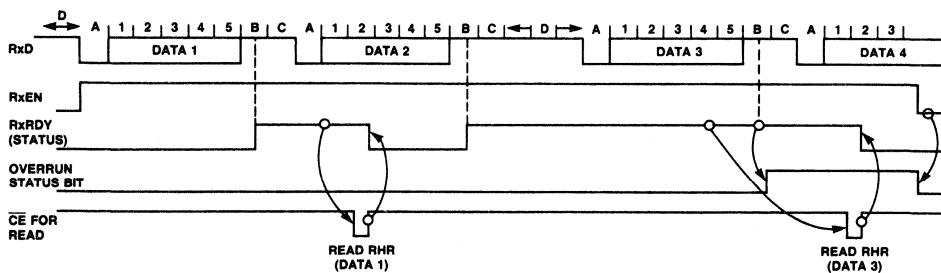 D A 1 2 3 4 5 B C A 1 2 3 4 5 B C D A 1 2 3 4 5 B C A 1 2 3
RxD DATA 1 DATA 2 DATA 3 DATA 4
RxEN
RxRDY
(STATUS)
OVERRUN
STATUS BIT
CE FOR
READ
READ RHR
(DATA 1)
READ RHR
(DATA 3)